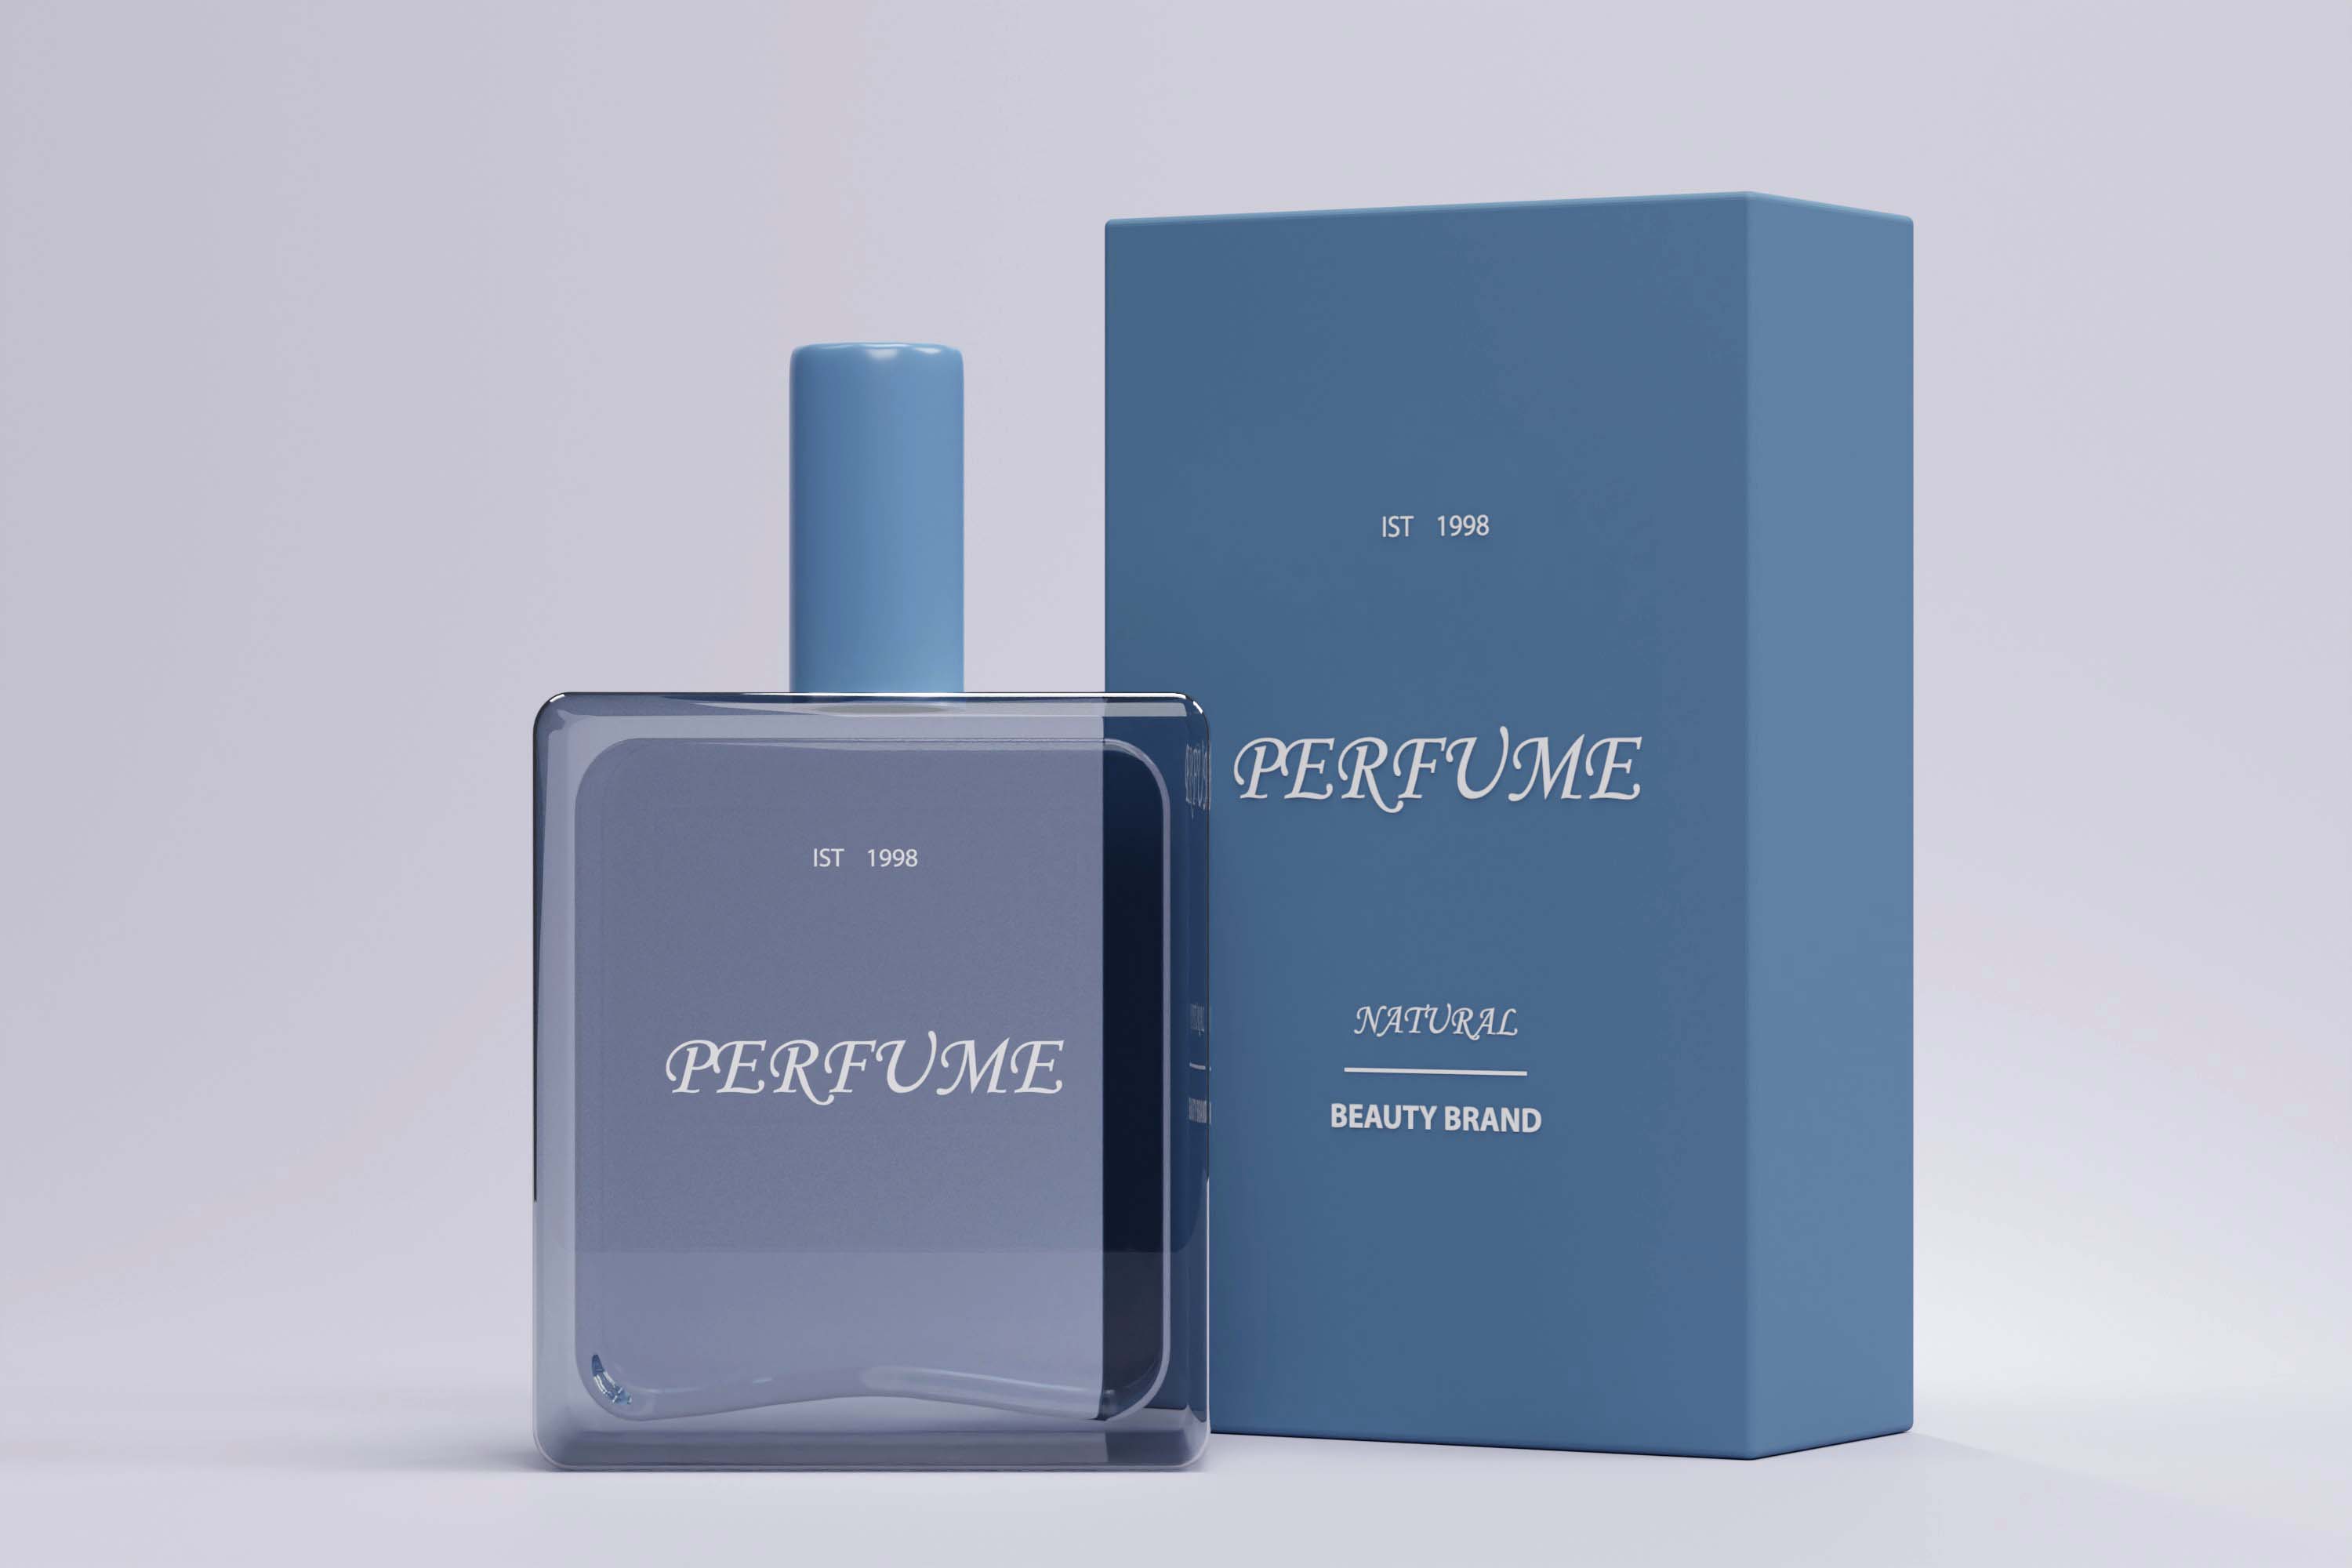 IST 1998
PERFUME
IST 1998
PERFUME
NATURAL
BEAUTY BRAND